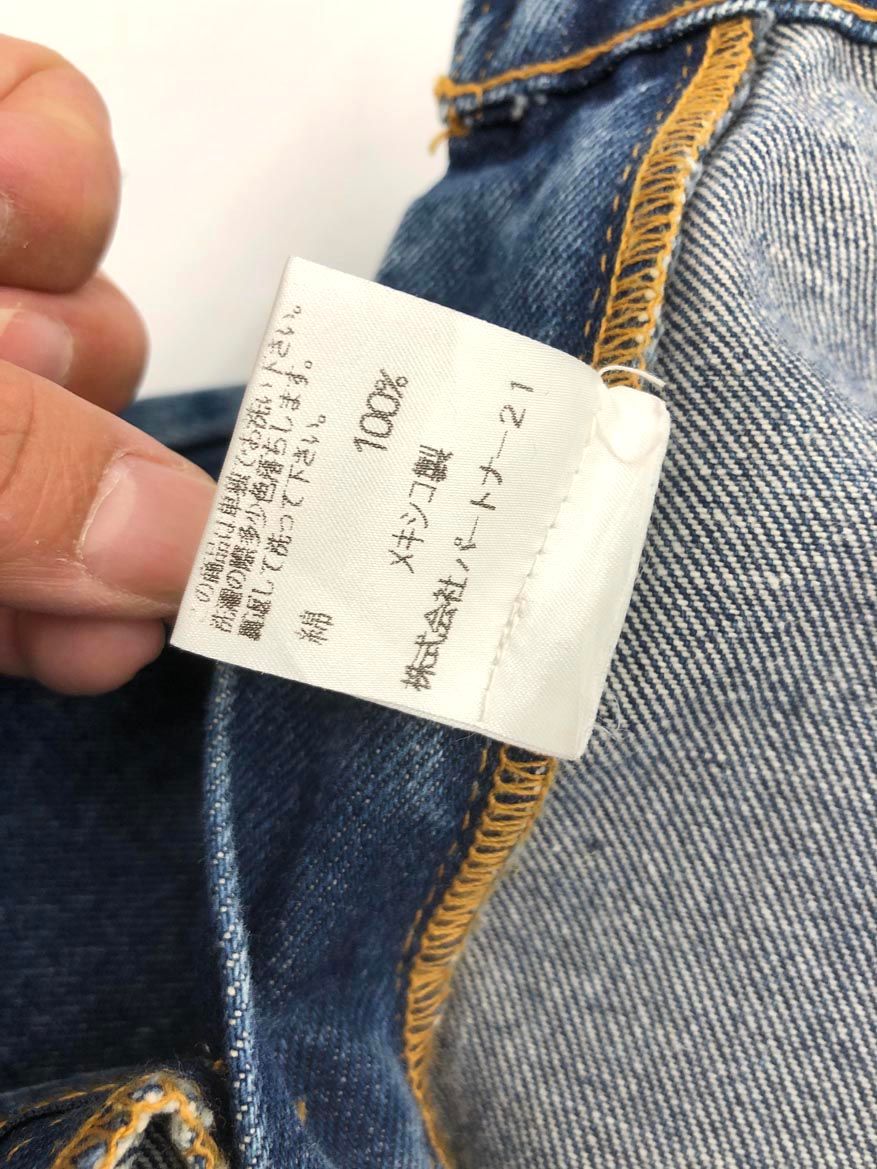 この商品は単独でお洗い下さい。
洗濯の際多少色落ちします。
裏返して洗って下さい。
綿 100%
メキシコ製
株式会社パートナー21